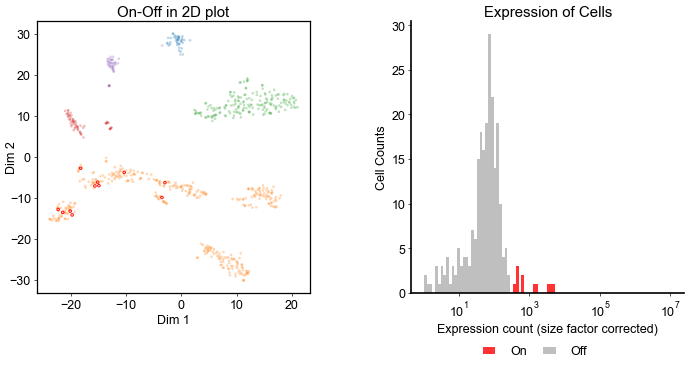 On-Off in 2D plot
Dim 2
30
20
10
0
−10
−20
−30
−20
−10
0
10
20
Dim 1
Expression of Cells
Cell Counts
30
25
20
15
10
5
0
10^1
10^3
10^5
10^7
Expression count (size factor corrected)
On
Off